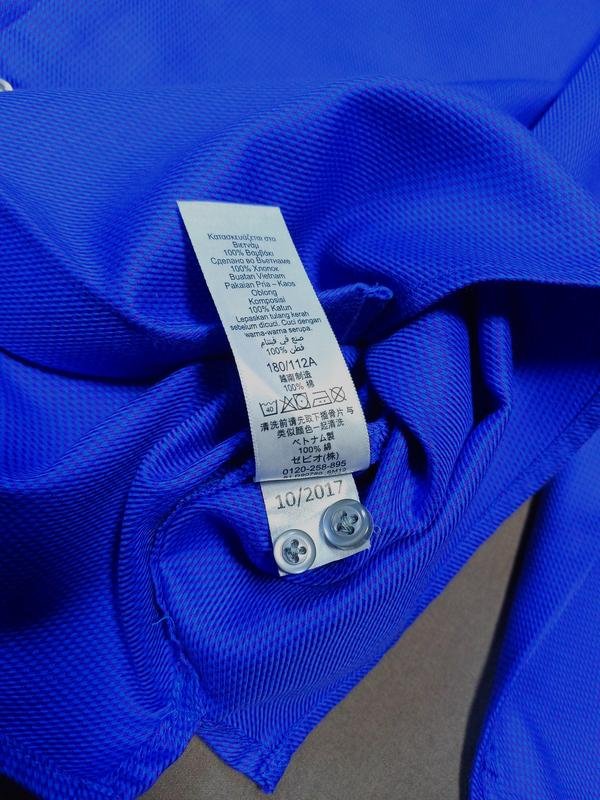 Κατασκευάζεται στο
Βιετνάμ
100% Βαμβάκι
Сделано во Вьетнаме
100% Хлопок
Buatan Vietnam
Pakaian Pria – Kaos
Oblong
Komposisi
100% Katun
Lepaskan tulang kerah
sebelum dicuci. Cuci dengan
warna-warna serupa.
صنع في فيتنام
100% قطن
180/112A
越南制造
100% 棉
40
清洗前请先取下插骨片与
类似颜色一起清洗
ベトナム製
100% 綿
ゼビオ(株)
0120-258-895
10/2017